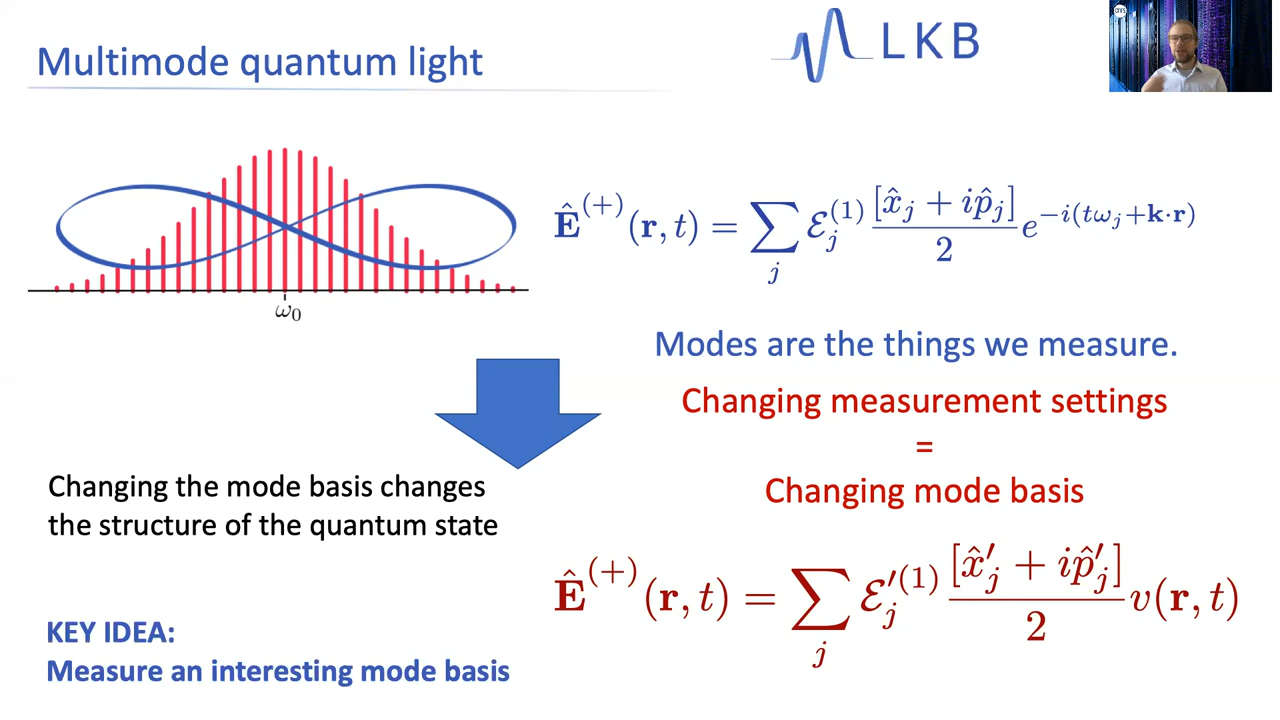 Multimode quantum light
LKB
cnrs
ω₀
Ê⁽⁺⁾(r, t) = ∑ⱼ ℰⱼ⁽¹⁾ [x̂ⱼ + ip̂ⱼ]/2 e^{−i(tωⱼ+k·r)}
Modes are the things we measure.
Changing measurement settings
=
Changing mode basis
Changing the mode basis changes
the structure of the quantum state
Ê⁽⁺⁾(r, t) = ∑ⱼ ℰ′ⱼ⁽¹⁾ [x̂′ⱼ + ip̂′ⱼ]/2 v(r, t)
KEY IDEA:
Measure an interesting mode basis